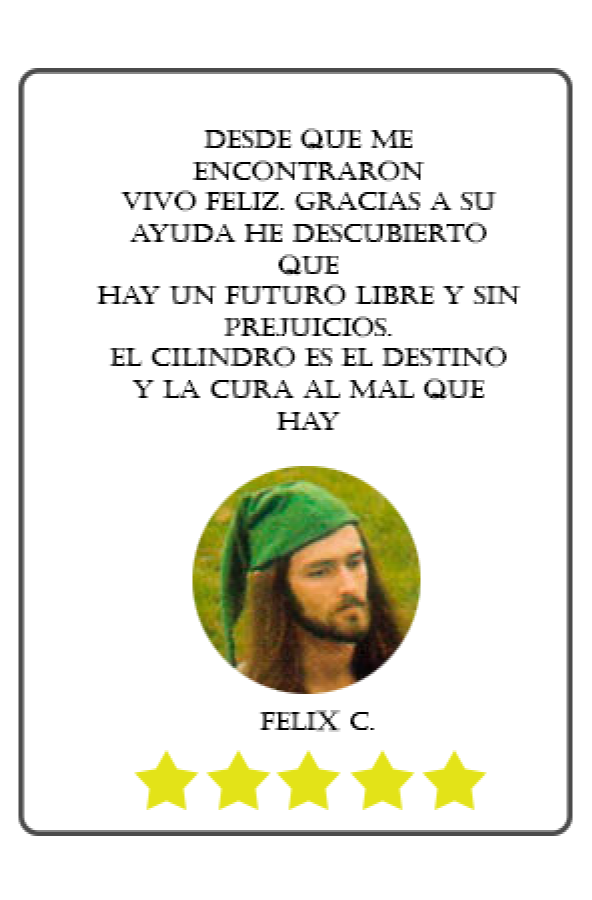 DESDE QUE ME
ENCONTRARON
VIVO FELIZ. GRACIAS A SU
AYUDA HE DESCUBIERTO
QUE
HAY UN FUTURO LIBRE Y SIN
PREJUICIOS.
EL CILINDRO ES EL DESTINO
Y LA CURA AL MAL QUE
HAY
FELIX C.